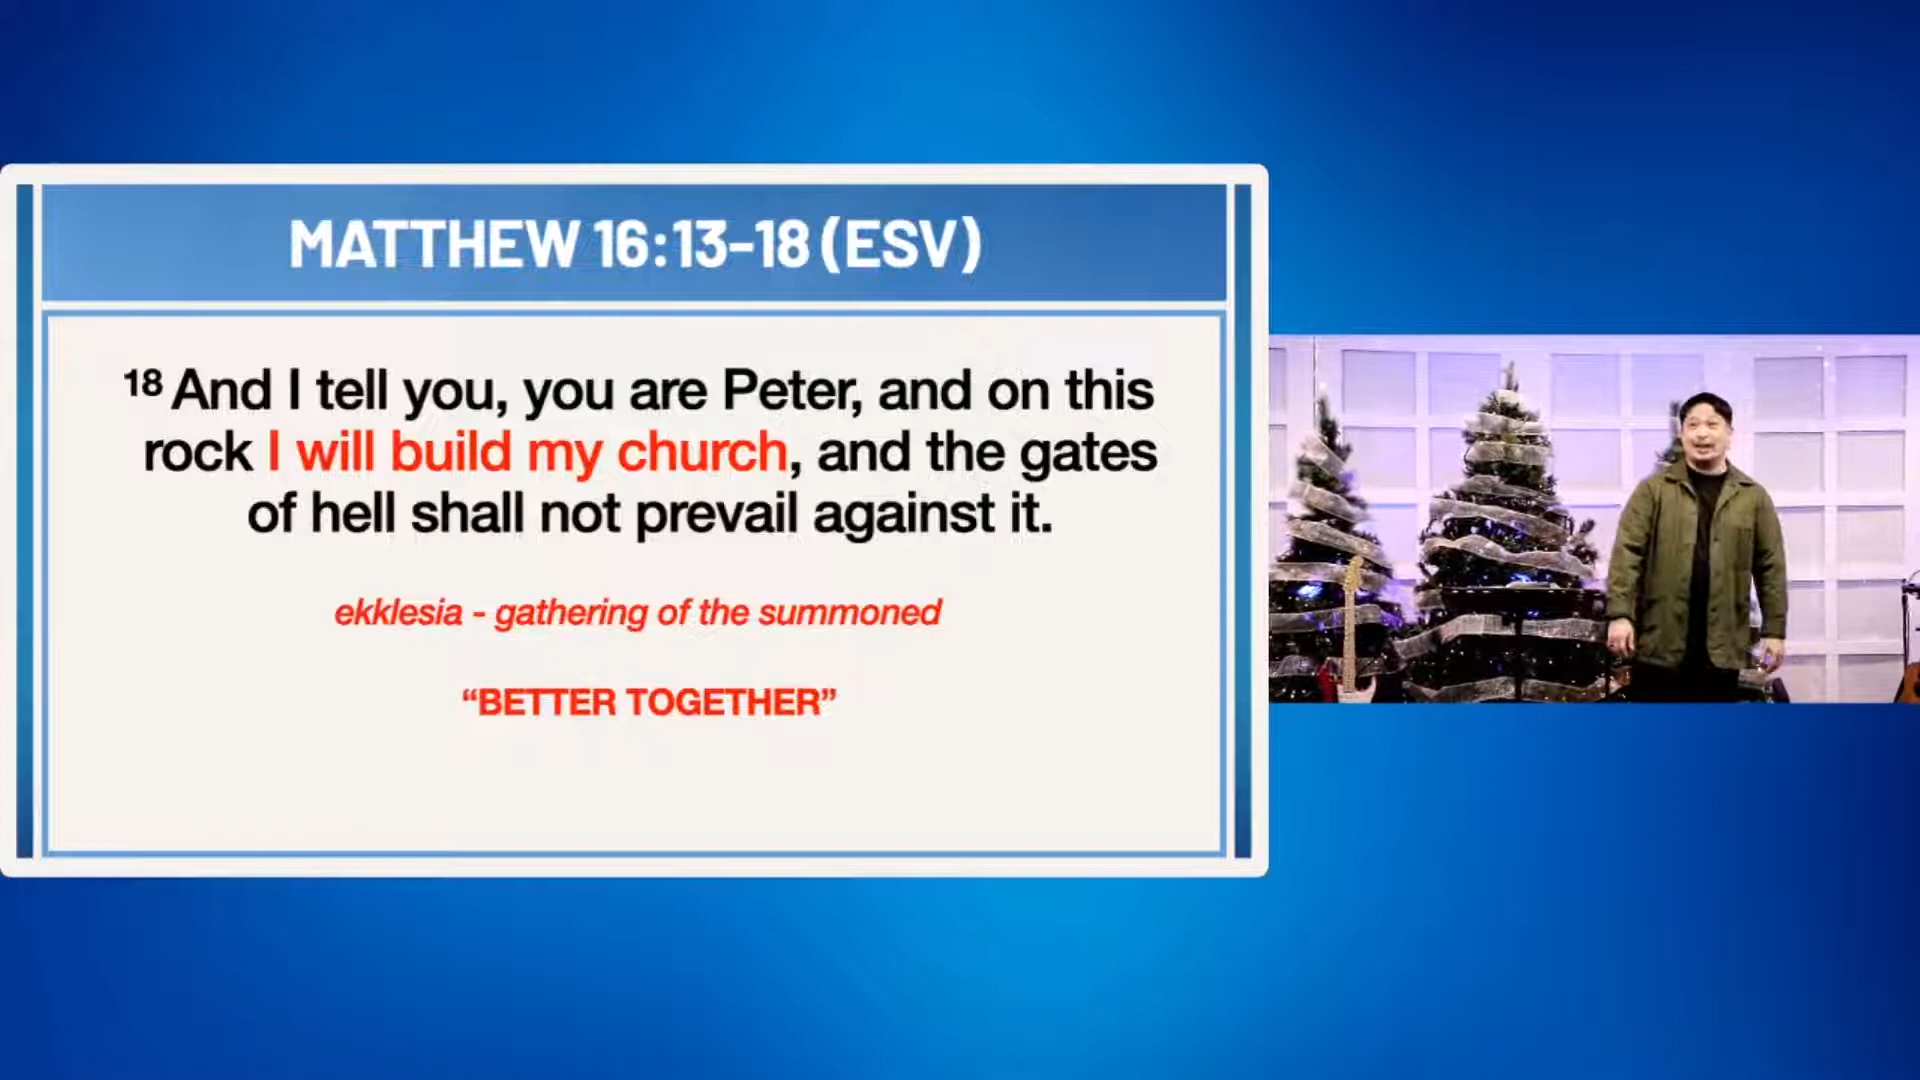 MATTHEW 16:13-18 (ESV)
18 And I tell you, you are Peter, and on this
rock I will build my church, and the gates
of hell shall not prevail against it.
ekklesia - gathering of the summoned
“BETTER TOGETHER”